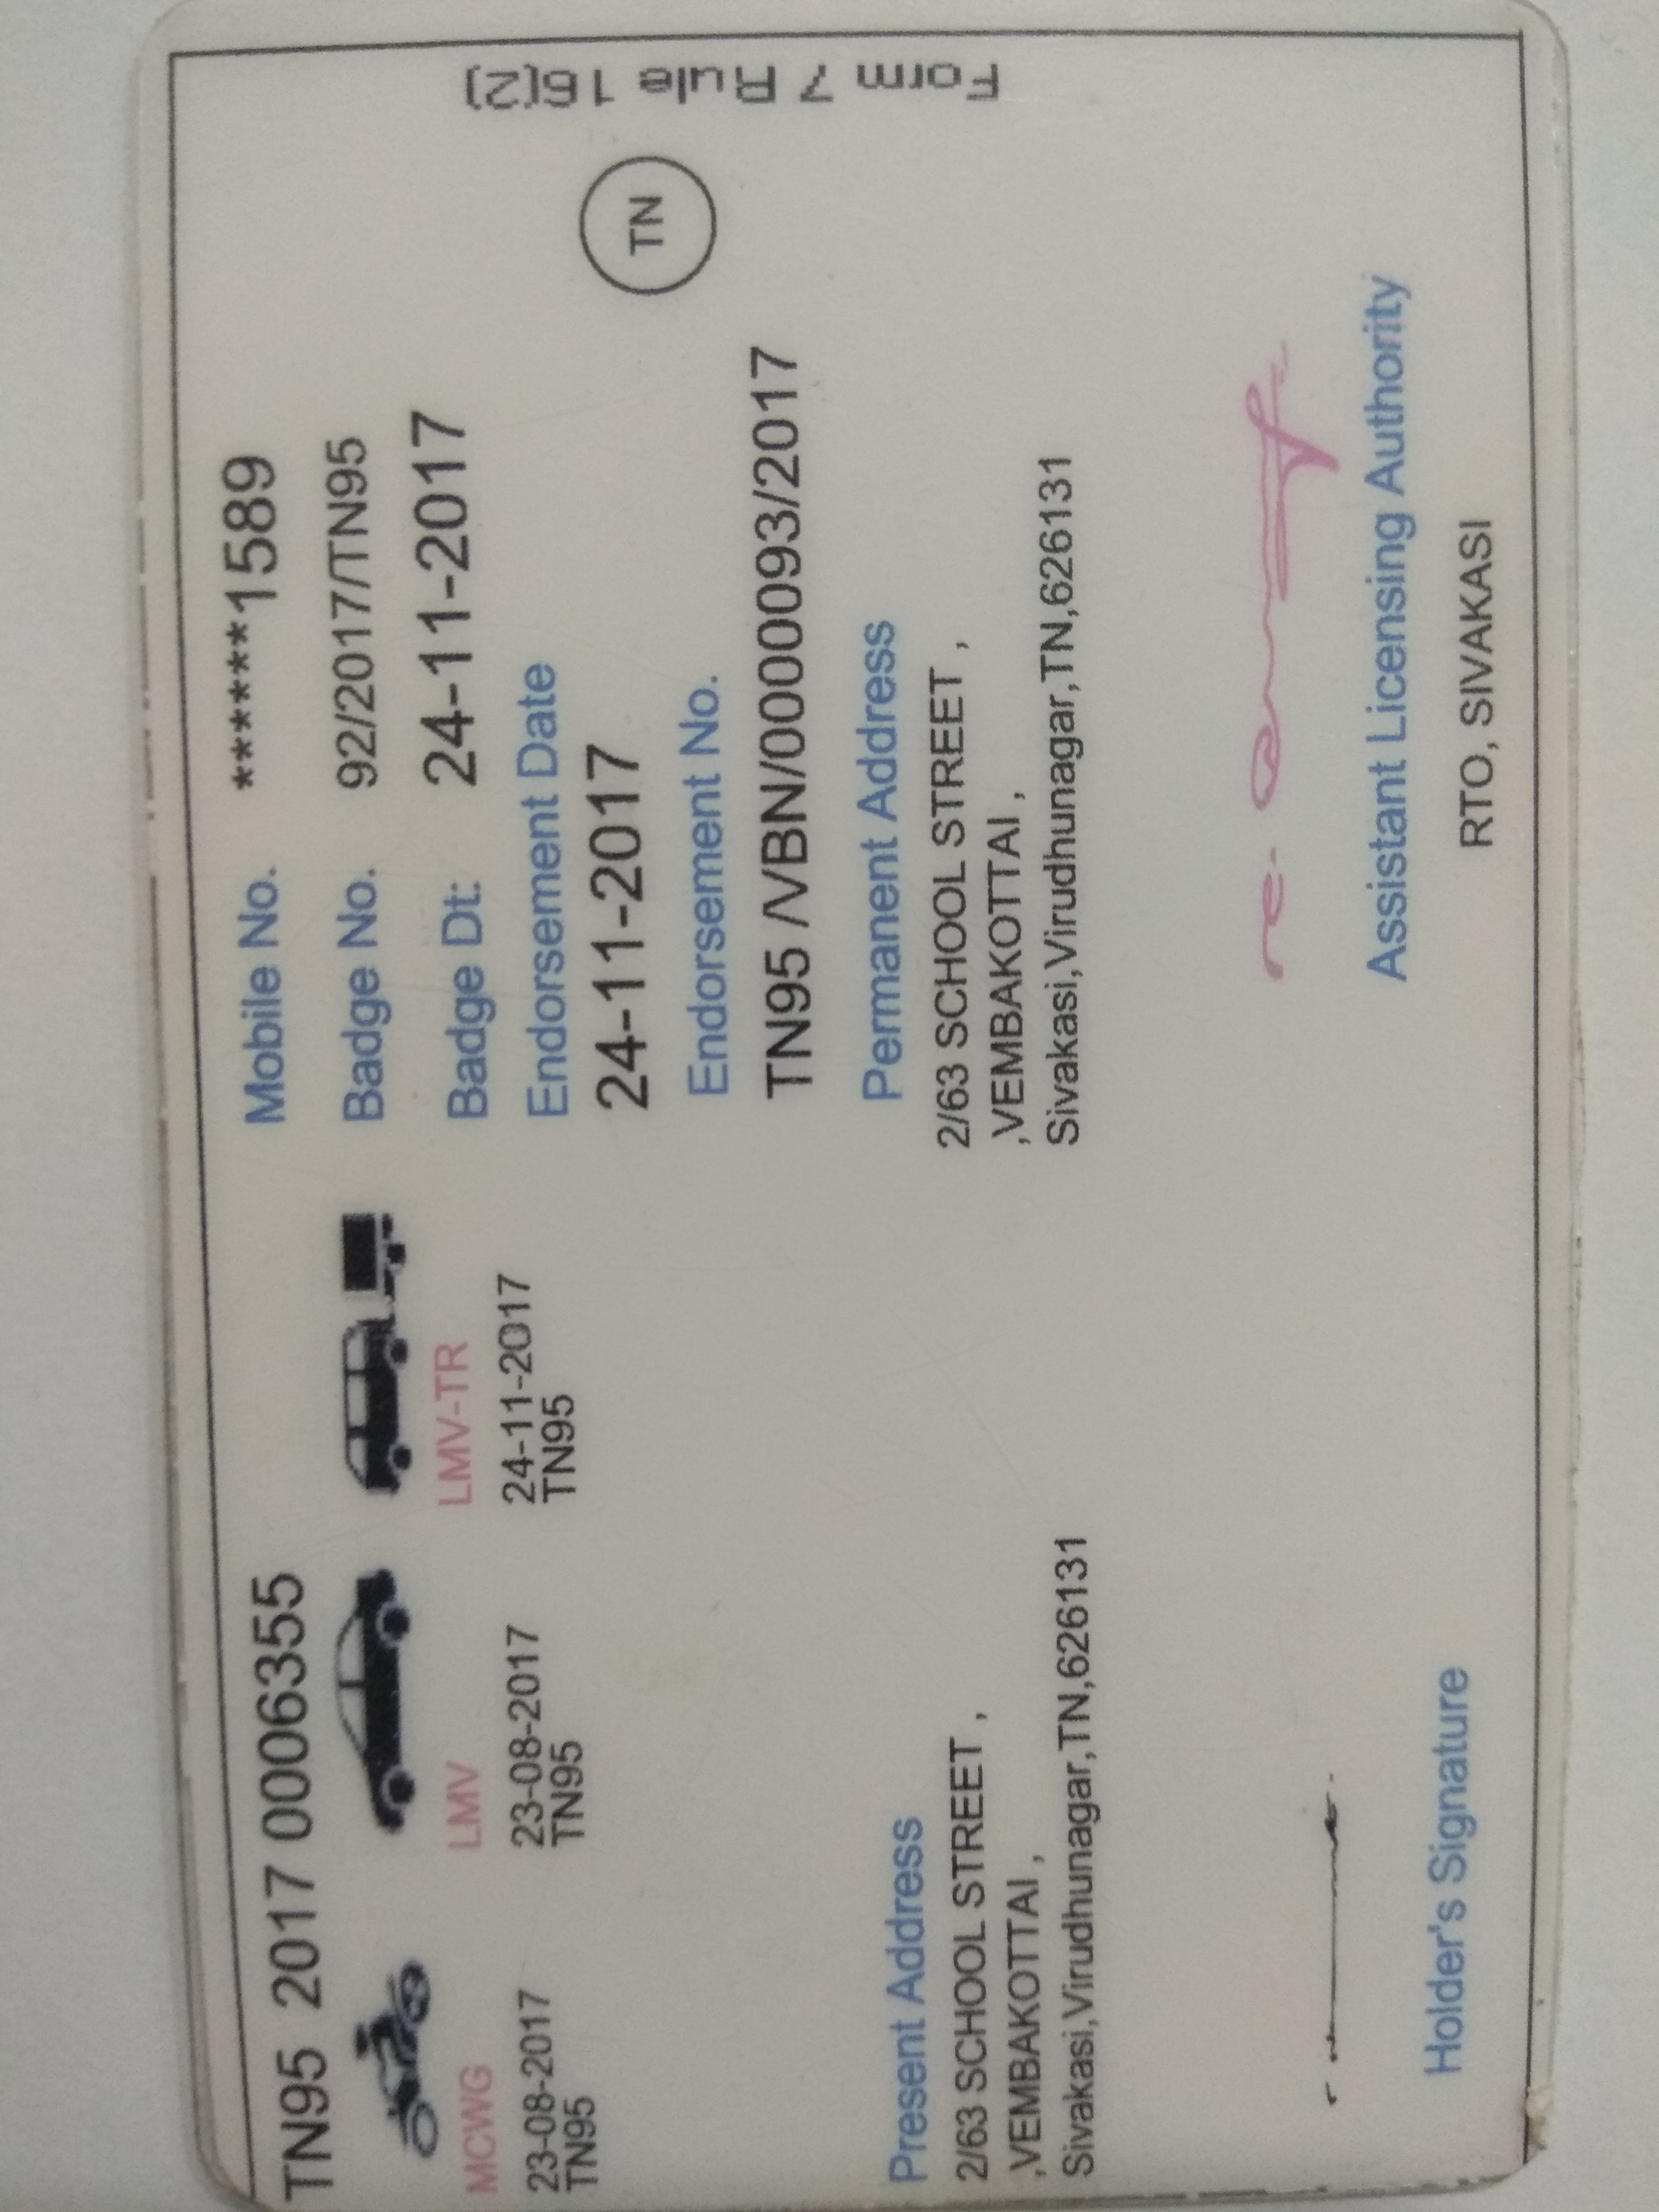 Form 7 Rule 16(2)
TN95 2017 0006355
MCWG
23-08-2017
TN95
LMV
23-08-2017
TN95
LMV-TR
24-11-2017
TN95
Mobile No. ******1589
Badge No. 92/2017/TN95
Badge Dt: 24-11-2017
Endorsement Date
24-11-2017
TN
Endorsement No.
TN95 /VBN/0000093/2017
Present Address
2/63 SCHOOL STREET ,
,VEMBAKOTTAI ,
Sivakasi,Virudhunagar,TN,626131
Permanent Address
2/63 SCHOOL STREET ,
,VEMBAKOTTAI ,
Sivakasi,Virudhunagar,TN,626131
Holder's Signature
Assistant Licensing Authority
RTO, SIVAKASI